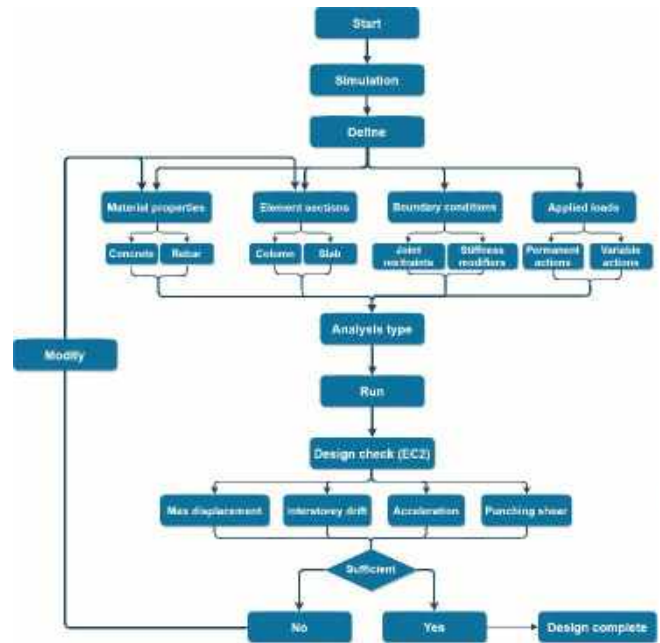 Start
Simulation
Define
Material properties
Element sections
Boundary conditions
Applied loads
Concrete
Rebar
Column
Slab
Joint
restraints
Stiffness
modifiers
Permanent
actions
Variable
actions
Analysis type
Modify
Run
Design check (EC2)
Max displacement
Interstorey drift
Acceleration
Punching shear
Sufficient
No
Yes
Design complete